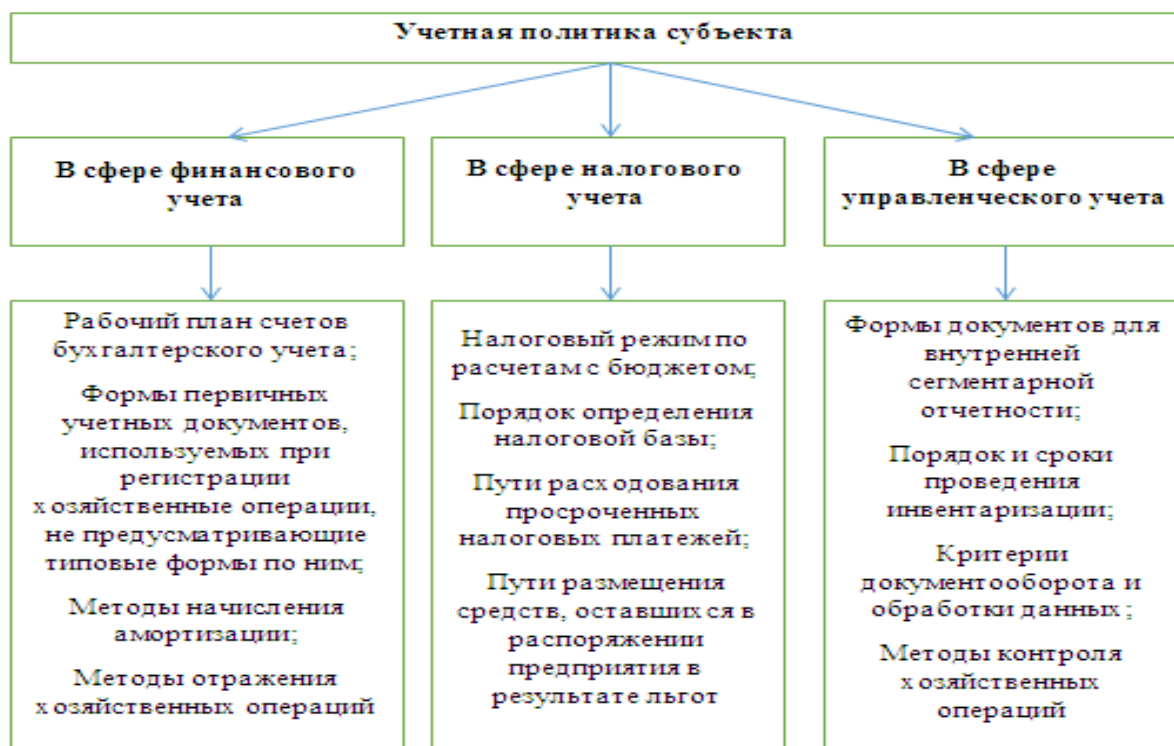 Учетная политика субъекта
В сфере финансового
учета
В сфере налогового
учета
В сфере
управленческого учета
Рабочий план счетов
бухгалтерского учета;
Формы первичных
учетных документов,
используемых при
регистрации
хозяйственные операции,
не предусматривающие
типовые формы по ним;
Методы начисления
амортизации;
Методы отражения
хозяйственных операций
Налоговый режим по
расчетам с бюджетом;
Порядок определения
налоговой базы;
Пути расходования
просроченных
налоговых платежей;
Пути размещения
средств, оставшихся в
распоряжении
предприятия в
результате льгот
Формы документов для
внутренней
сегментарной
отчетности;
Порядок и сроки
проведения
инвентаризации;
Критерии
документооборота и
обработки данных;
Методы контроля
хозяйственных
операций